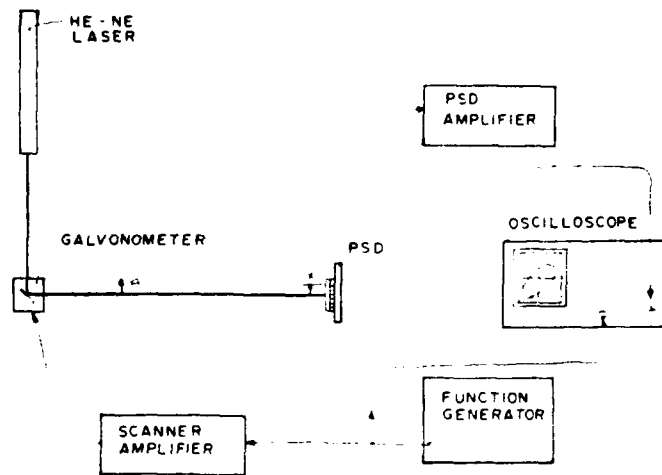 HE-NE
LASER
PSD
AMPLIFIER
GALVONOMETER
PSD
OSCILLOSCOPE
SCANNER
AMPLIFIER
FUNCTION
GENERATOR